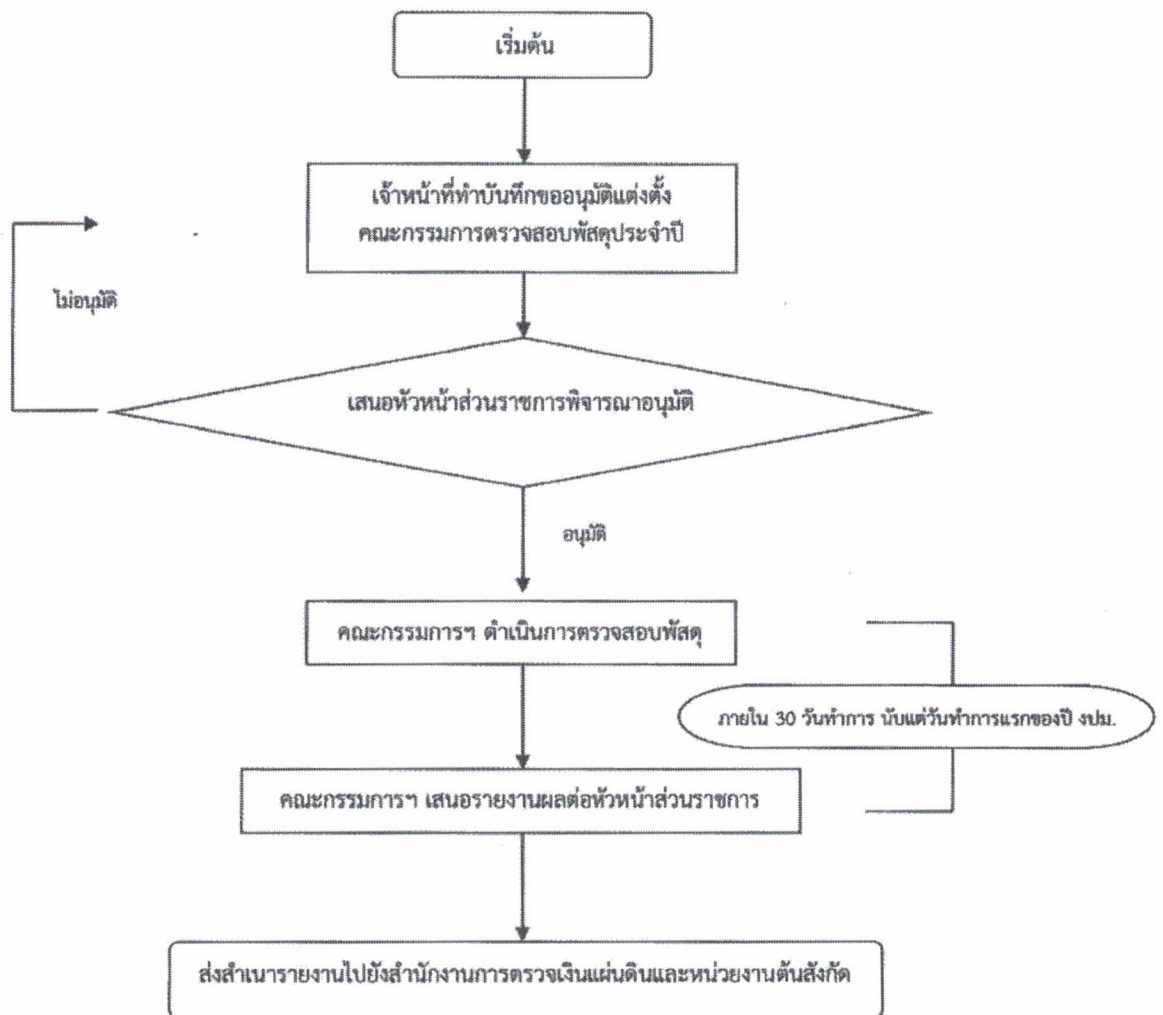 เริ่มต้น
เจ้าหน้าที่ทำบันทึกขออนุมัติแต่งตั้ง
คณะกรรมการตรวจสอบพัสดุประจำปี
ไม่อนุมัติ
เสนอหัวหน้าส่วนราชการพิจารณาอนุมัติ
อนุมัติ
คณะกรรมการฯ ดำเนินการตรวจสอบพัสดุ
ภายใน 30 วันทำการ นับแต่วันทำการแรกของปี งปม.
คณะกรรมการฯ เสนอรายงานผลต่อหัวหน้าส่วนราชการ
ส่งสำเนารายงานไปยังสำนักงานการตรวจเงินแผ่นดินและหน่วยงานต้นสังกัด